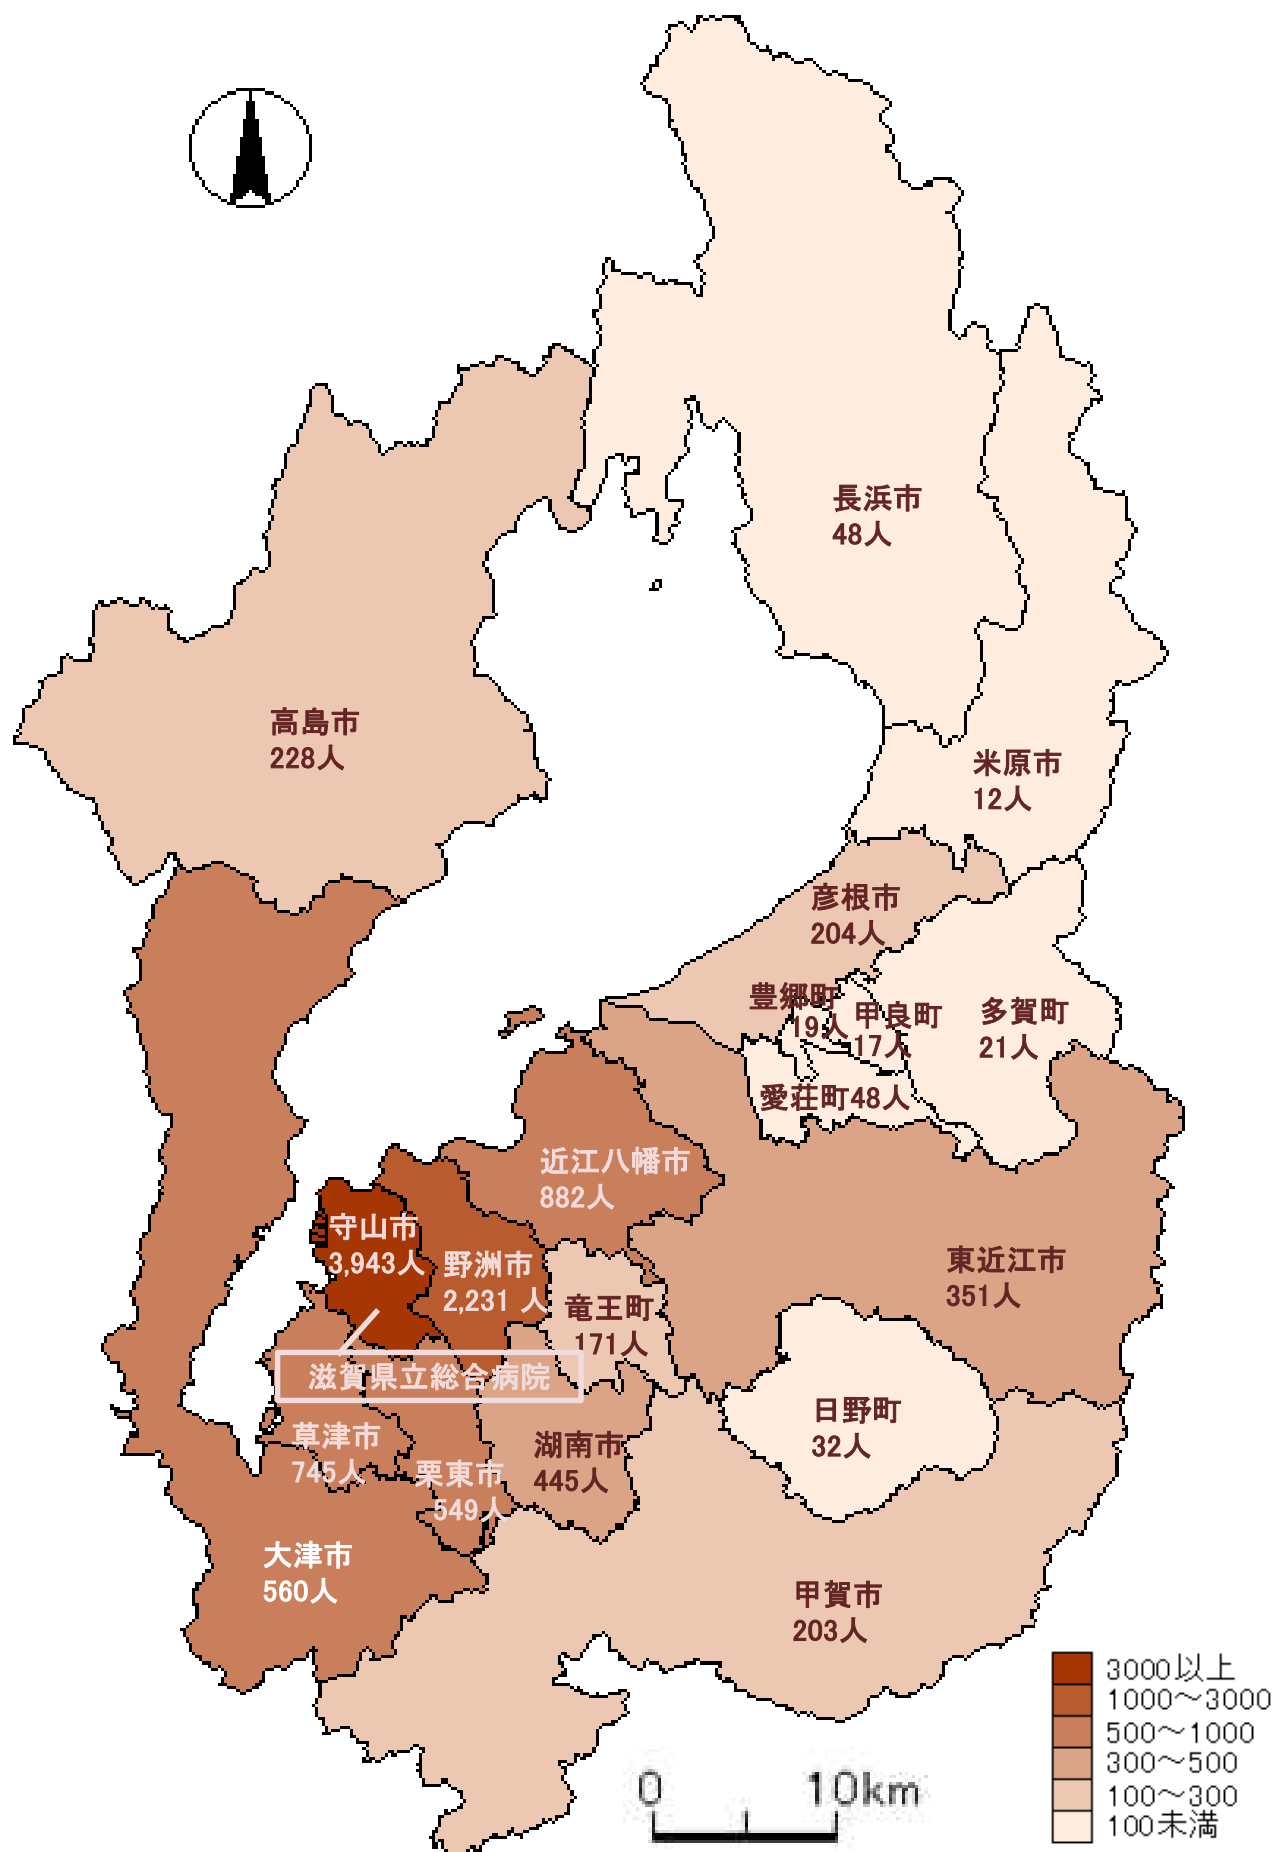 長浜市
48人
高島市
228人
米原市
12人
彦根市
204人
豊郷町
19人
甲良町
17人
多賀町
21人
愛荘町48人
近江八幡市
882人
守山市
3,943人
野洲市
2,231 人
東近江市
351人
竜王町
171人
滋賀県立総合病院
日野町
32人
草津市
745人
栗東市
549人
湖南市
445人
大津市
560人
甲賀市
203人
3000以上
1000～3000
500～1000
300～500
100～300
100未満
0 10km